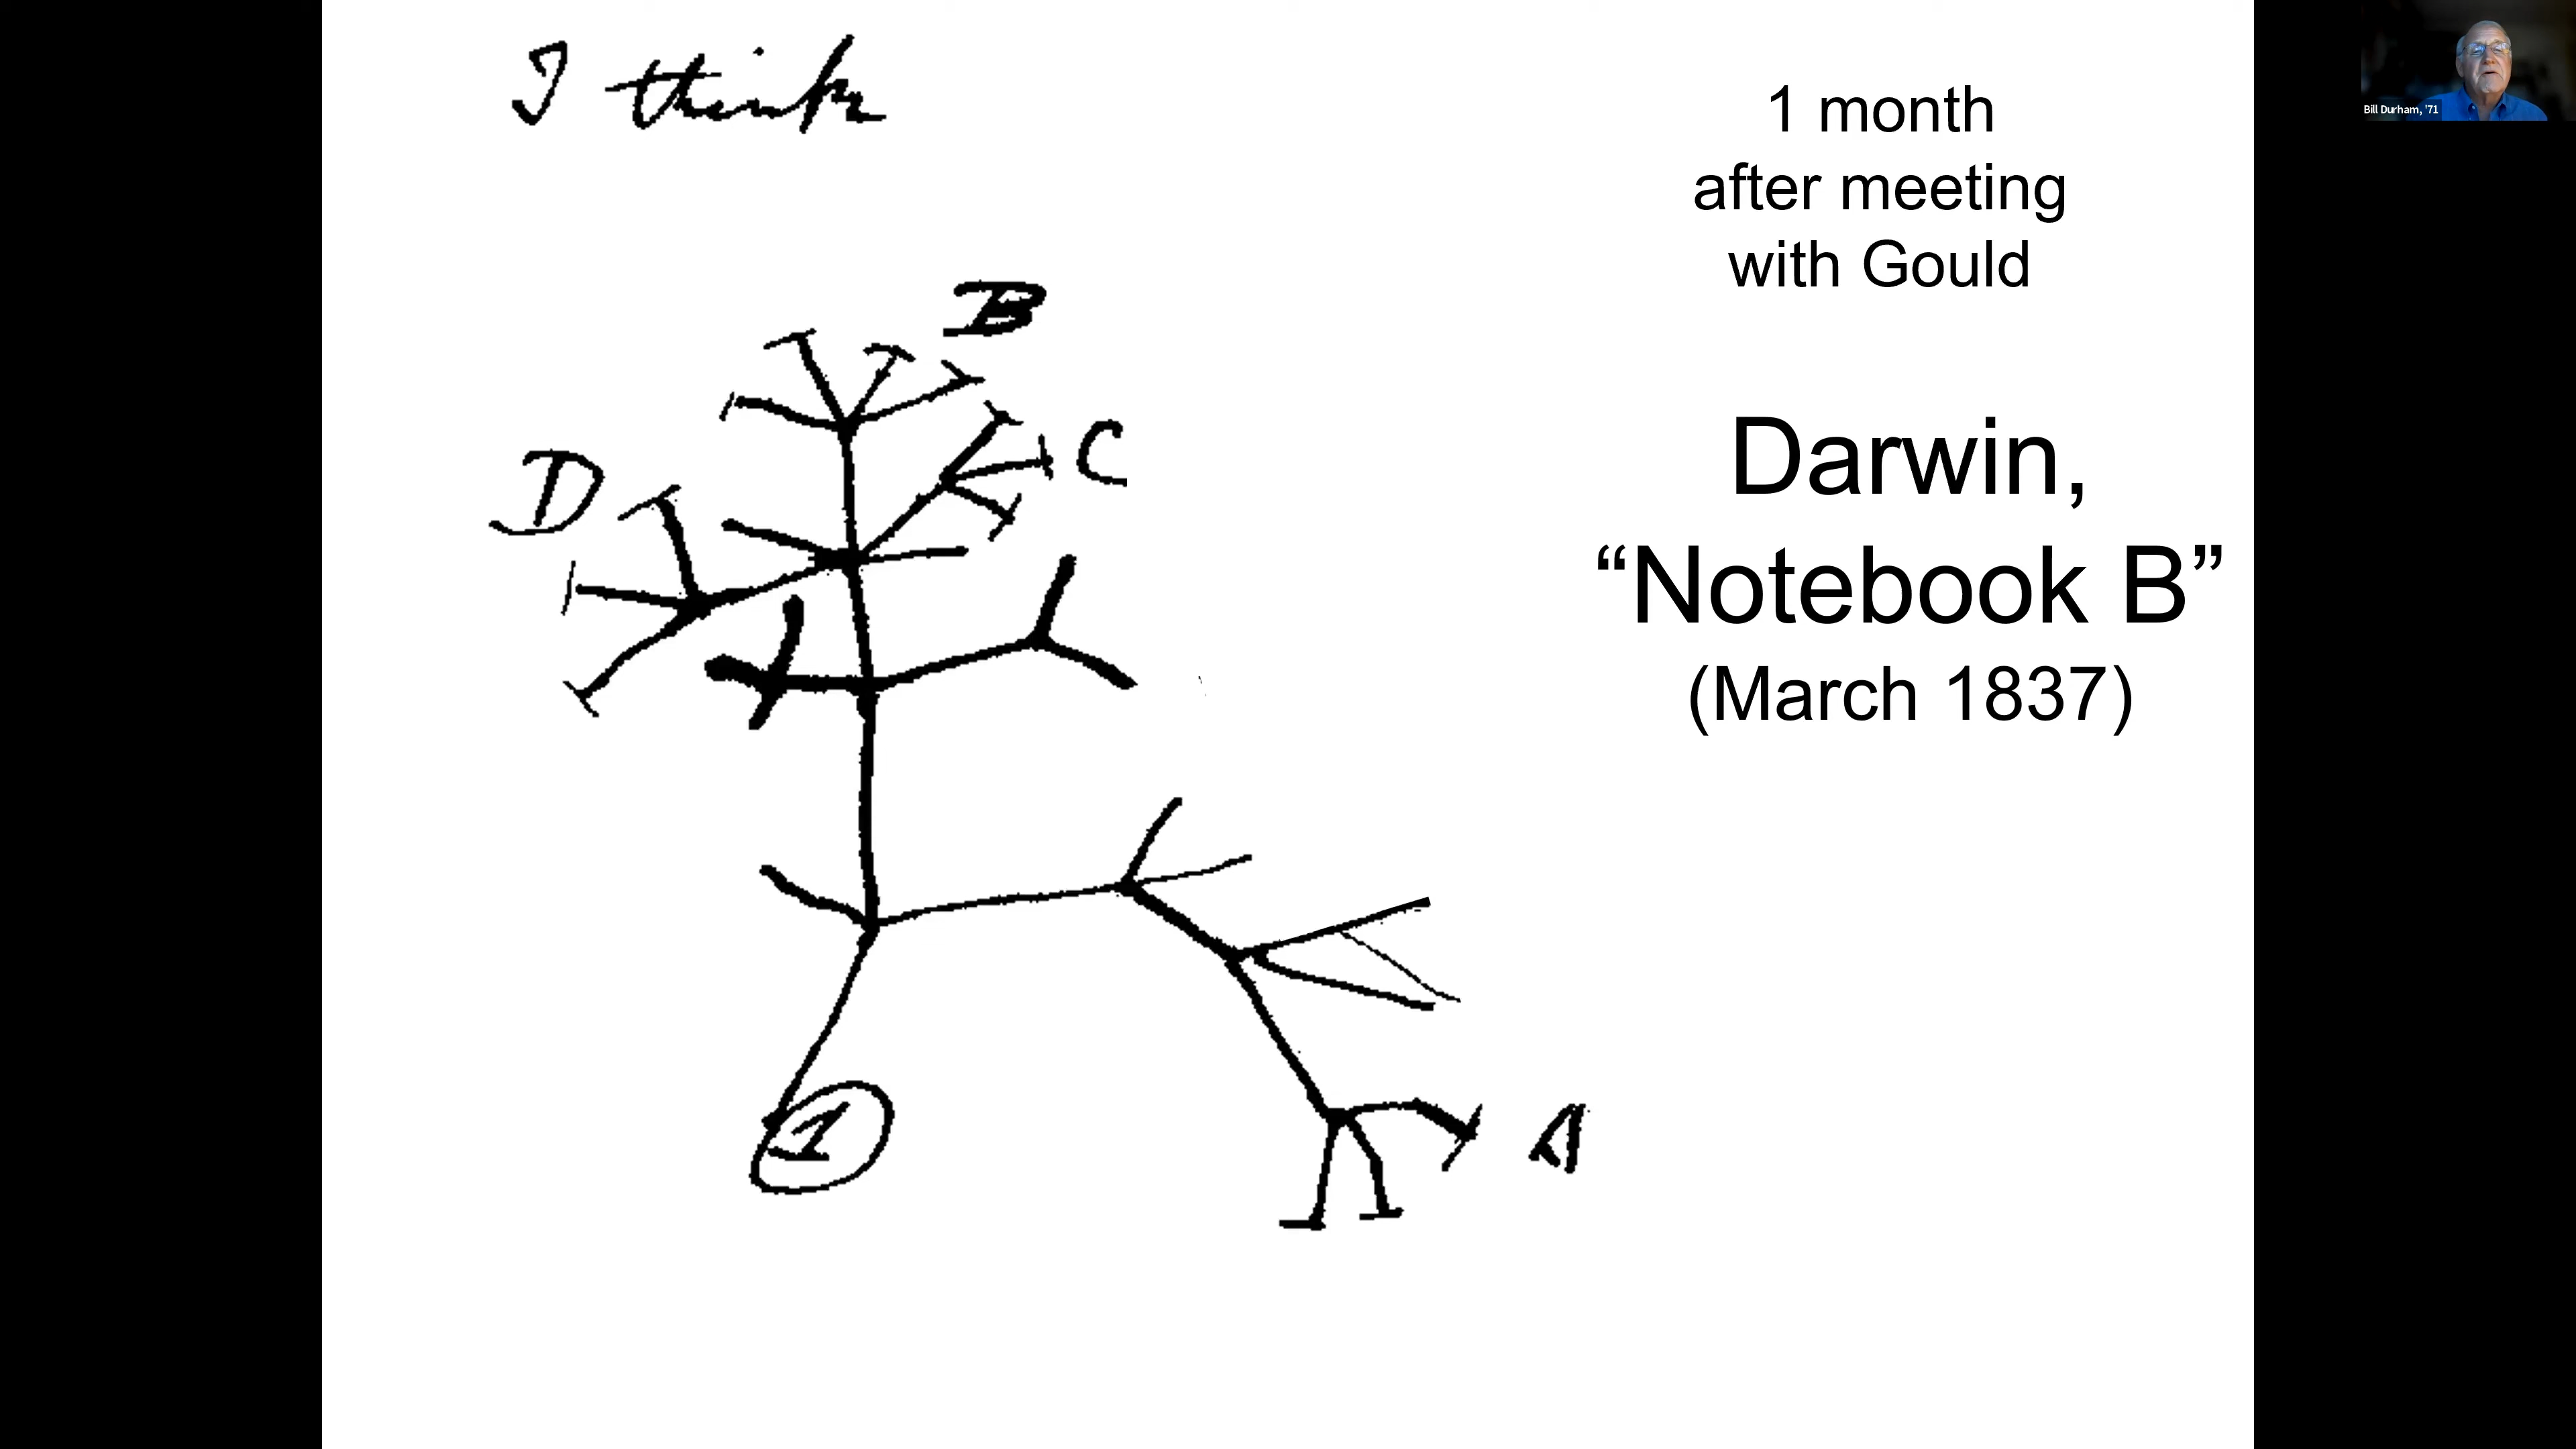 I think
B
C
D
1
A
1 month
after meeting
with Gould
Darwin,
“Notebook B”
(March 1837)
Bill Durham, '71